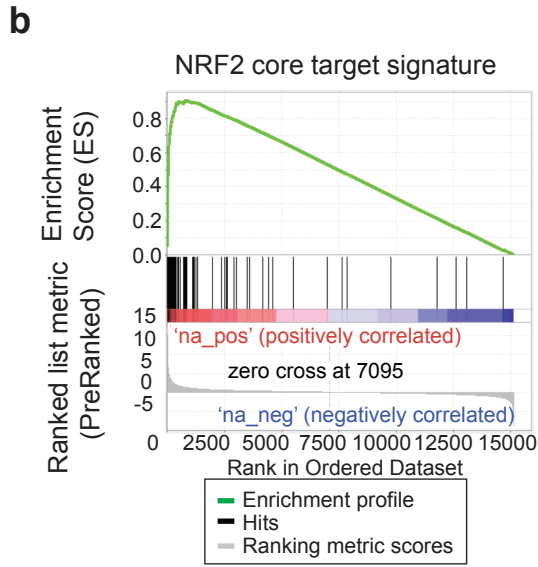 b
NRF2 core target signature
Enrichment
Score (ES)
0.8
0.6
0.4
0.2
0.0
Ranked list metric
(PreRanked)
15
10
5
0
-5
'na_pos' (positively correlated)
zero cross at 7095
'na_neg' (negatively correlated)
0 2500 5000 7500 10000 12500 15000
Rank in Ordered Dataset
Enrichment profile
Hits
Ranking metric scores